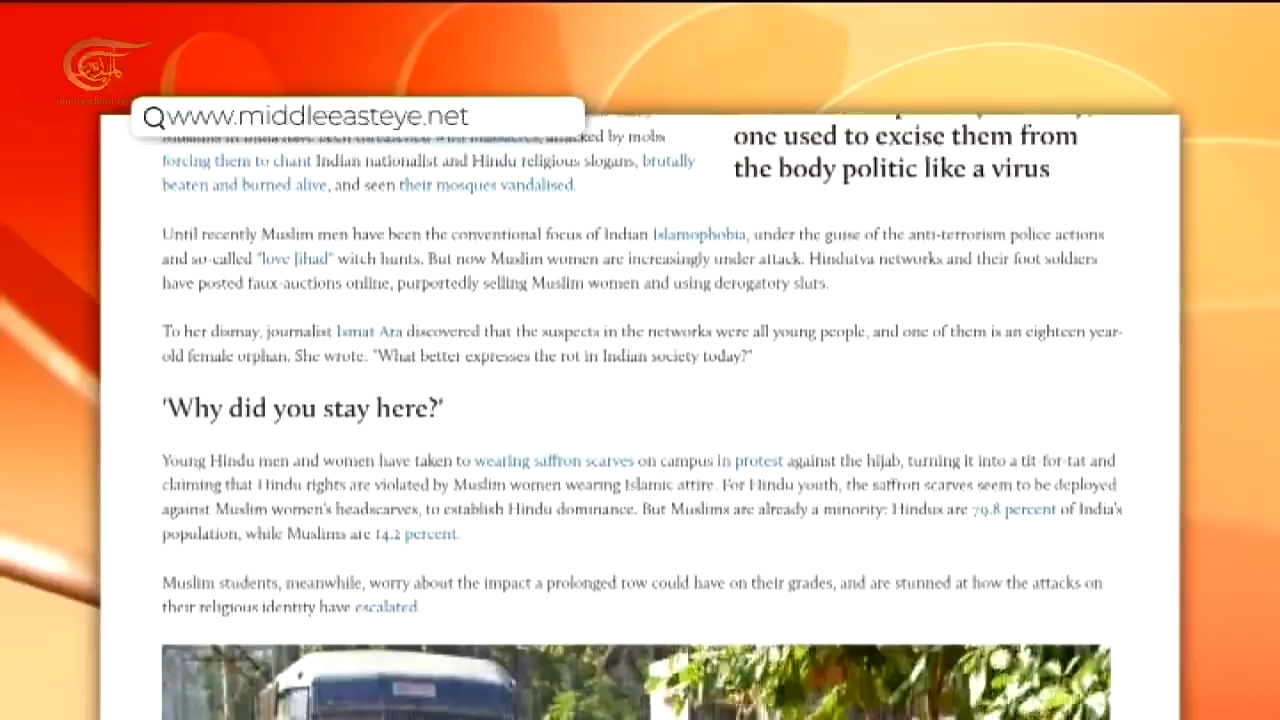 www.middleeasteye.net
attacked by mobs
forcing them to chant Indian nationalist and Hindu religious slogans, brutally
beaten and burned alive, and seen their mosques vandalised.
one used to excise them from
the body politic like a virus
Until recently Muslim men have been the conventional focus of Indian Islamophobia, under the guise of the anti-terrorism police actions
and so-called "love Jihad" witch hunts. But now Muslim women are increasingly under attack. Hindutva networks and their foot soldiers
have posted faux-auctions online, purportedly selling Muslim women and using derogatory slurs.
To her dismay, journalist Ismat Ara discovered that the suspects in the networks were all young people, and one of them is an eighteen year-
old female orphan. She wrote: "What better expresses the rot in Indian society today?"
'Why did you stay here?'
Young Hindu men and women have taken to wearing saffron scarves on campus in protest against the hijab, turning it into a tit-for-tat and
claiming that Hindu rights are violated by Muslim women wearing Islamic attire. For Hindu youth, the saffron scarves seem to be deployed
against Muslim women's headscarves, to establish Hindu dominance. But Muslims are already a minority: Hindus are 79.8 percent of India's
population, while Muslims are 14.2 percent.
Muslim students, meanwhile, worry about the impact a prolonged row could have on their grades, and are stunned at how the attacks on
their religious identity have escalated.